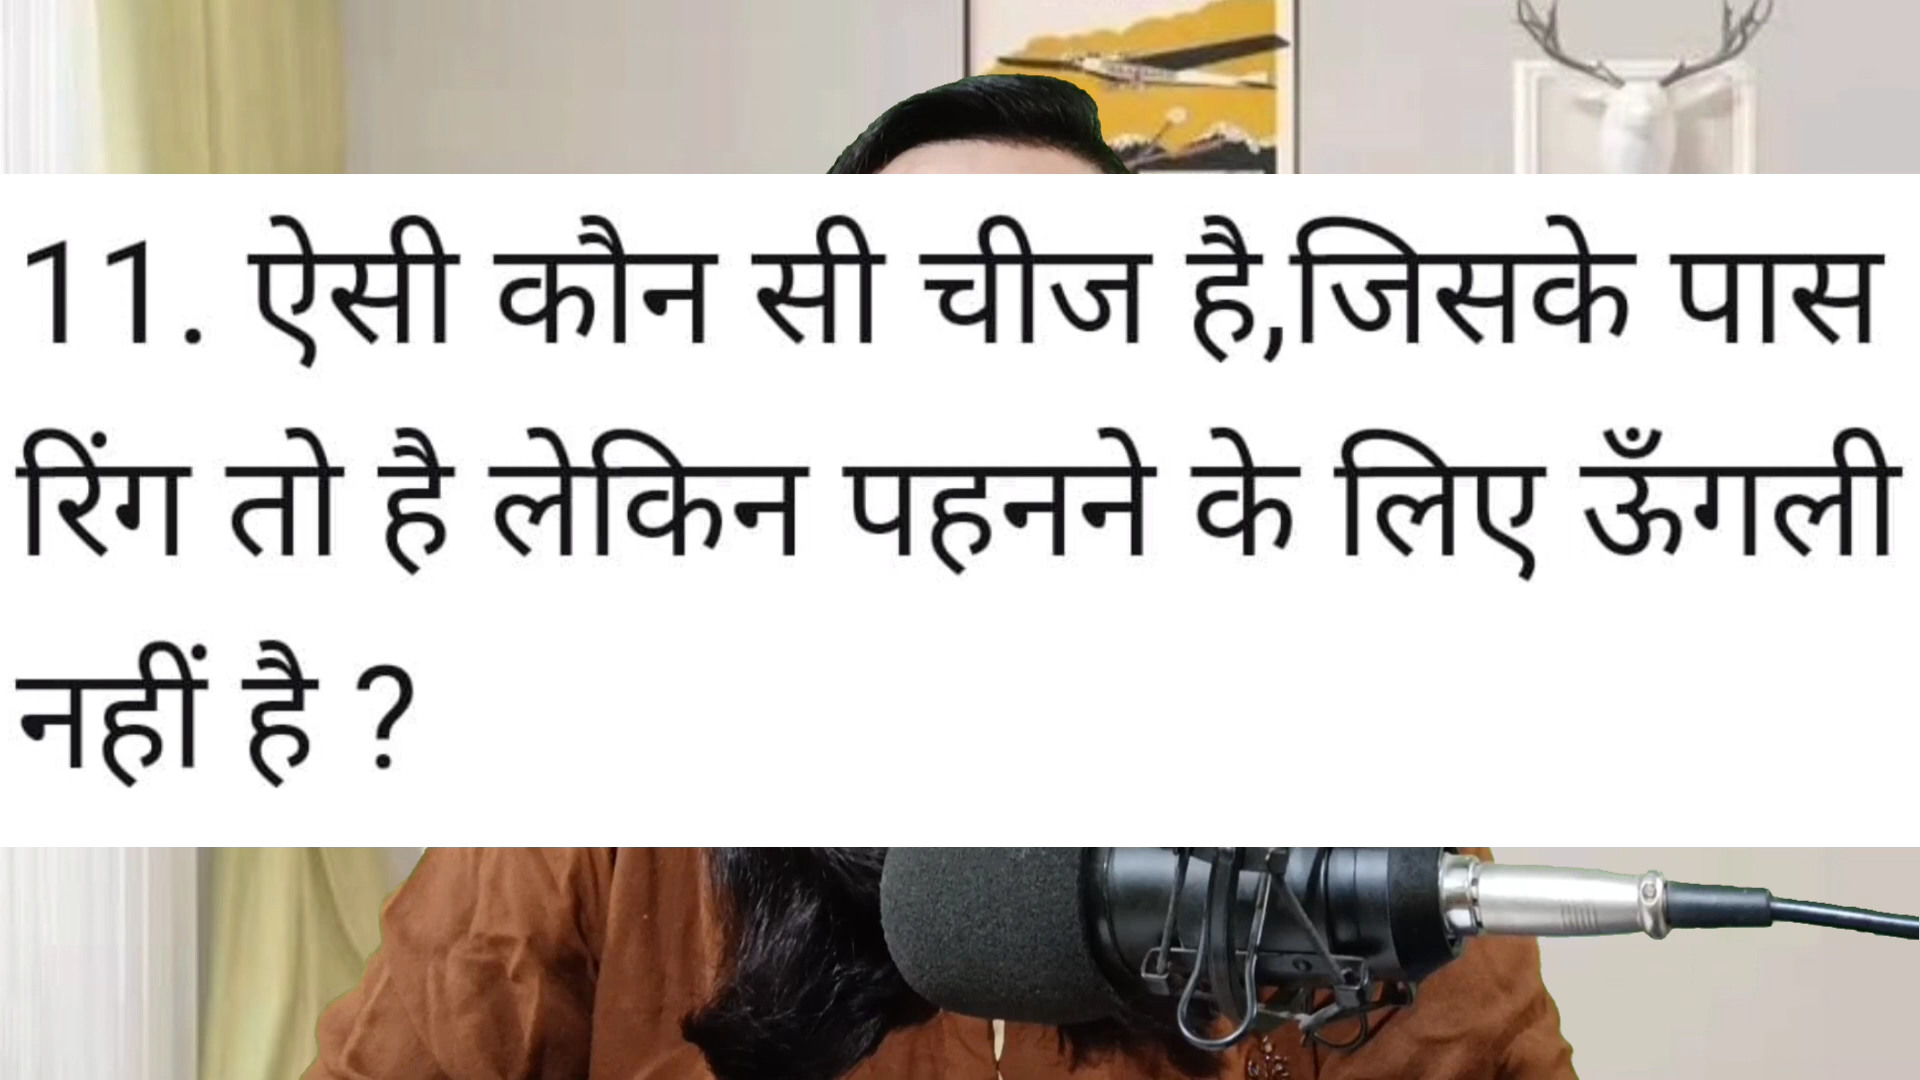 11. ऐसी कौन सी चीज है,जिसके पास
रिंग तो है लेकिन पहनने के लिए ऊँगली
नहीं है ?